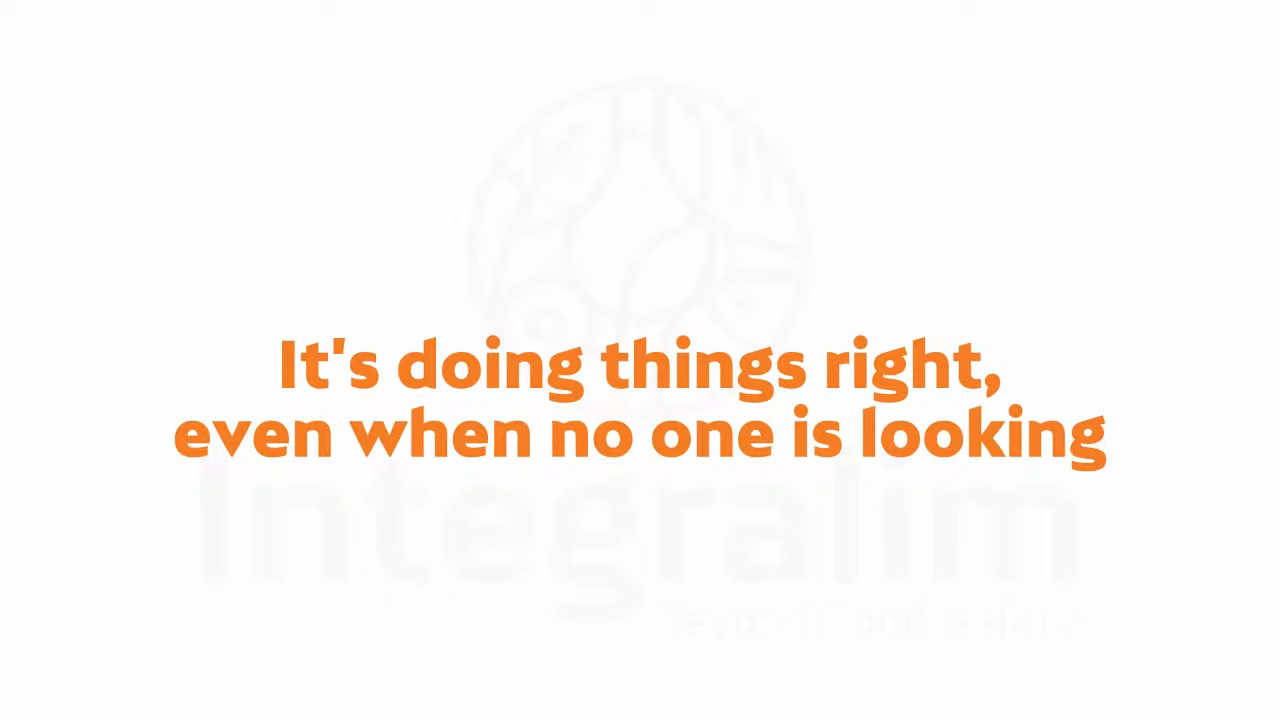 It's doing things right,
even when no one is looking
Integralim